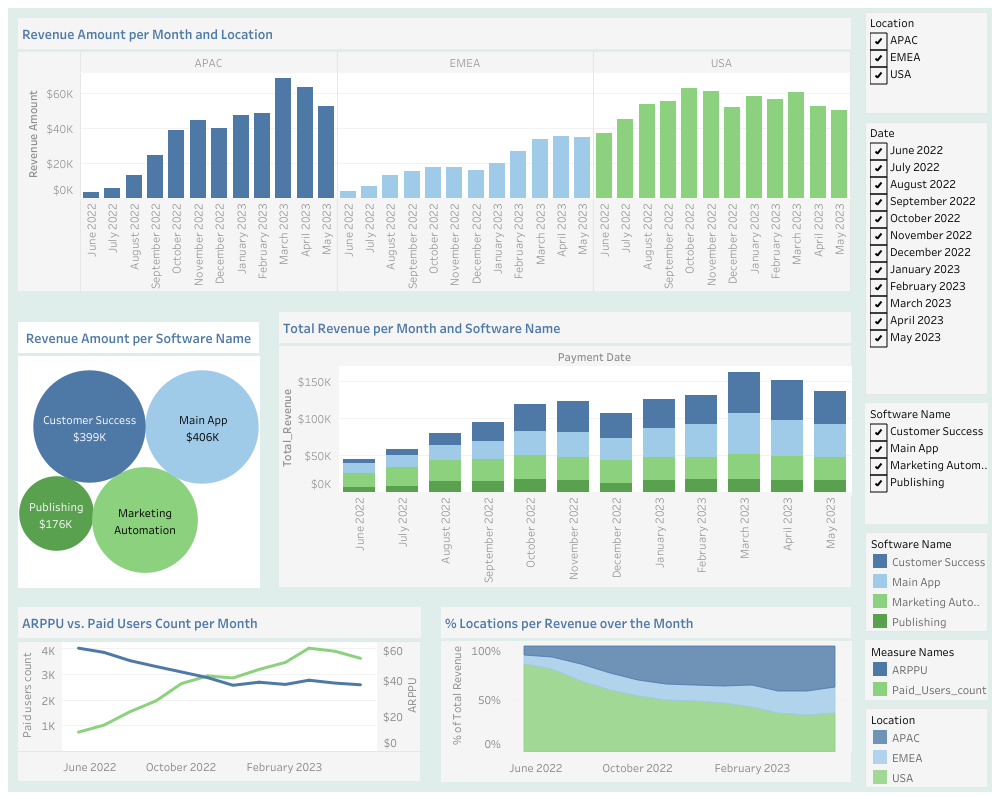 Revenue Amount per Month and Location
APAC
EMEA
USA
Revenue Amount
$60K
$40K
$20K
$0K
June 2022
July 2022
August 2022
September 2022
October 2022
November 2022
December 2022
January 2023
February 2023
March 2023
April 2023
May 2023
June 2022
July 2022
August 2022
September 2022
October 2022
November 2022
December 2022
January 2023
February 2023
March 2023
April 2023
May 2023
June 2022
July 2022
August 2022
September 2022
October 2022
November 2022
December 2022
January 2023
February 2023
March 2023
April 2023
May 2023
Revenue Amount per Software Name
Customer Success
$399K
Main App
$406K
Publishing
$176K
Marketing
Automation
Total Revenue per Month and Software Name
Payment Date
Total_Revenue
$150K
$100K
$50K
$0K
June 2022
July 2022
August 2022
September 2022
October 2022
November 2022
December 2022
January 2023
February 2023
March 2023
April 2023
May 2023
ARPPU vs. Paid Users Count per Month
Paid users count
4K
3K
2K
1K
$60
$40
$20
$0
ARPPU
June 2022
October 2022
February 2023
% Locations per Revenue over the Month
% of Total Revenue
100%
50%
0%
June 2022
October 2022
February 2023
Location
APAC
EMEA
USA
Date
June 2022
July 2022
August 2022
September 2022
October 2022
November 2022
December 2022
January 2023
February 2023
March 2023
April 2023
May 2023
Software Name
Customer Success
Main App
Marketing Autom..
Publishing
Software Name
Customer Success
Main App
Marketing Auto..
Publishing
Measure Names
ARPPU
Paid_Users_count
Location
APAC
EMEA
USA